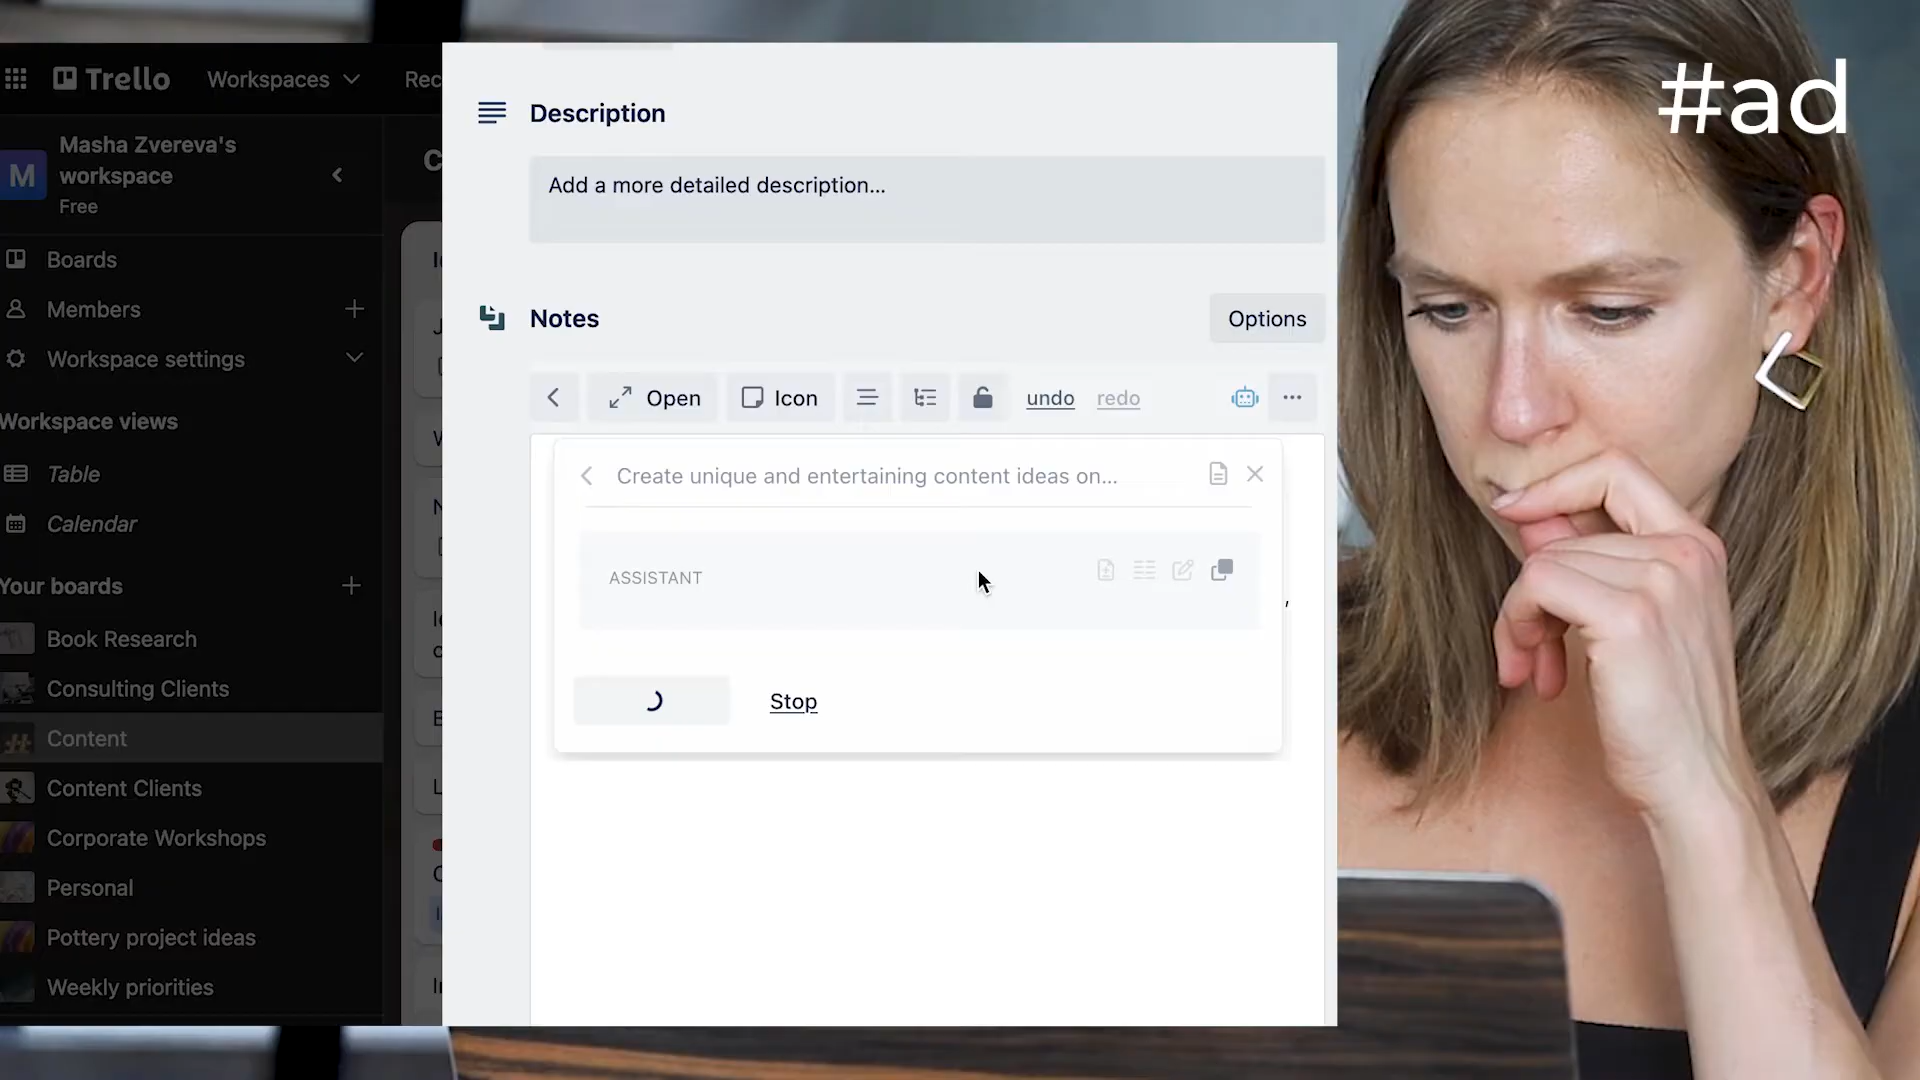 #ad
Trello
Workspaces
Rec
M
Masha Zvereva's
workspace
Free
Boards
Members
Workspace settings
Workspace views
Table
Calendar
Your boards
Book Research
Consulting Clients
Content
Content Clients
Corporate Workshops
Personal
Pottery project ideas
Weekly priorities
Description
Add a more detailed description...
Notes
Options
Open
Icon
undo
redo
Create unique and entertaining content ideas on...
ASSISTANT
Stop